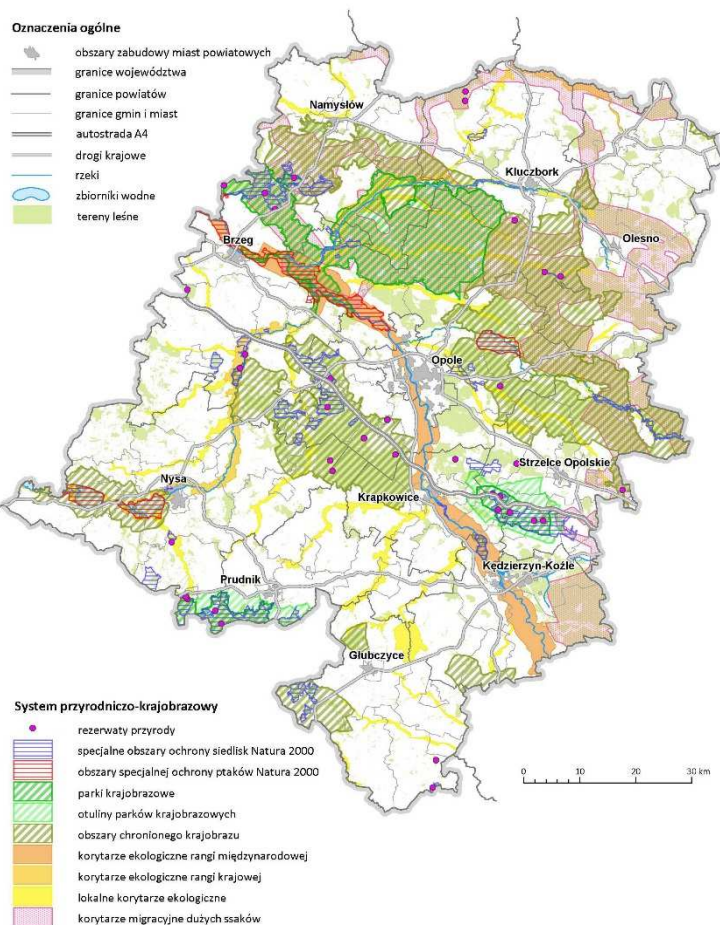 Oznaczenia ogólne
obszary zabudowy miast powiatowych
granice województwa
granice powiatów
granice gmin i miast
autostrada A4
drogi krajowe
rzeki
zbiorniki wodne
tereny leśne
Namysłów
Kluczbork
Olesno
Brzeg
Opole
Strzelce Opolskie
Nysa
Krapkowice
Kędzierzyn-Koźle
Prudnik
Głubczyce
System przyrodniczo-krajobrazowy
rezerwaty przyrody
specjalne obszary ochrony siedlisk Natura 2000
obszary specjalnej ochrony ptaków Natura 2000
parki krajobrazowe
otuliny parków krajobrazowych
obszary chronionego krajobrazu
korytarze ekologiczne rangi międzynarodowej
korytarze ekologiczne rangi krajowej
lokalne korytarze ekologiczne
korytarze migracyjne dużych ssaków
0 10 20 30 km